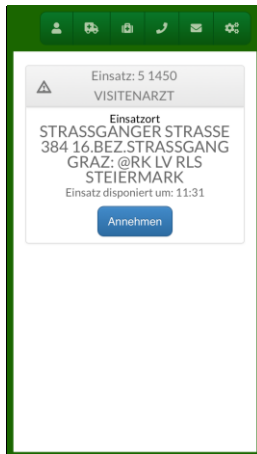 Einsatz: 5 1450
VISITENARZT
Einsatzort
STRASSGANGER STRASSE
384 16.BEZ.STRASSGANG
GRAZ: @RK LV RLS
STEIERMARK
Einsatz disponiert um: 11:31
Annehmen